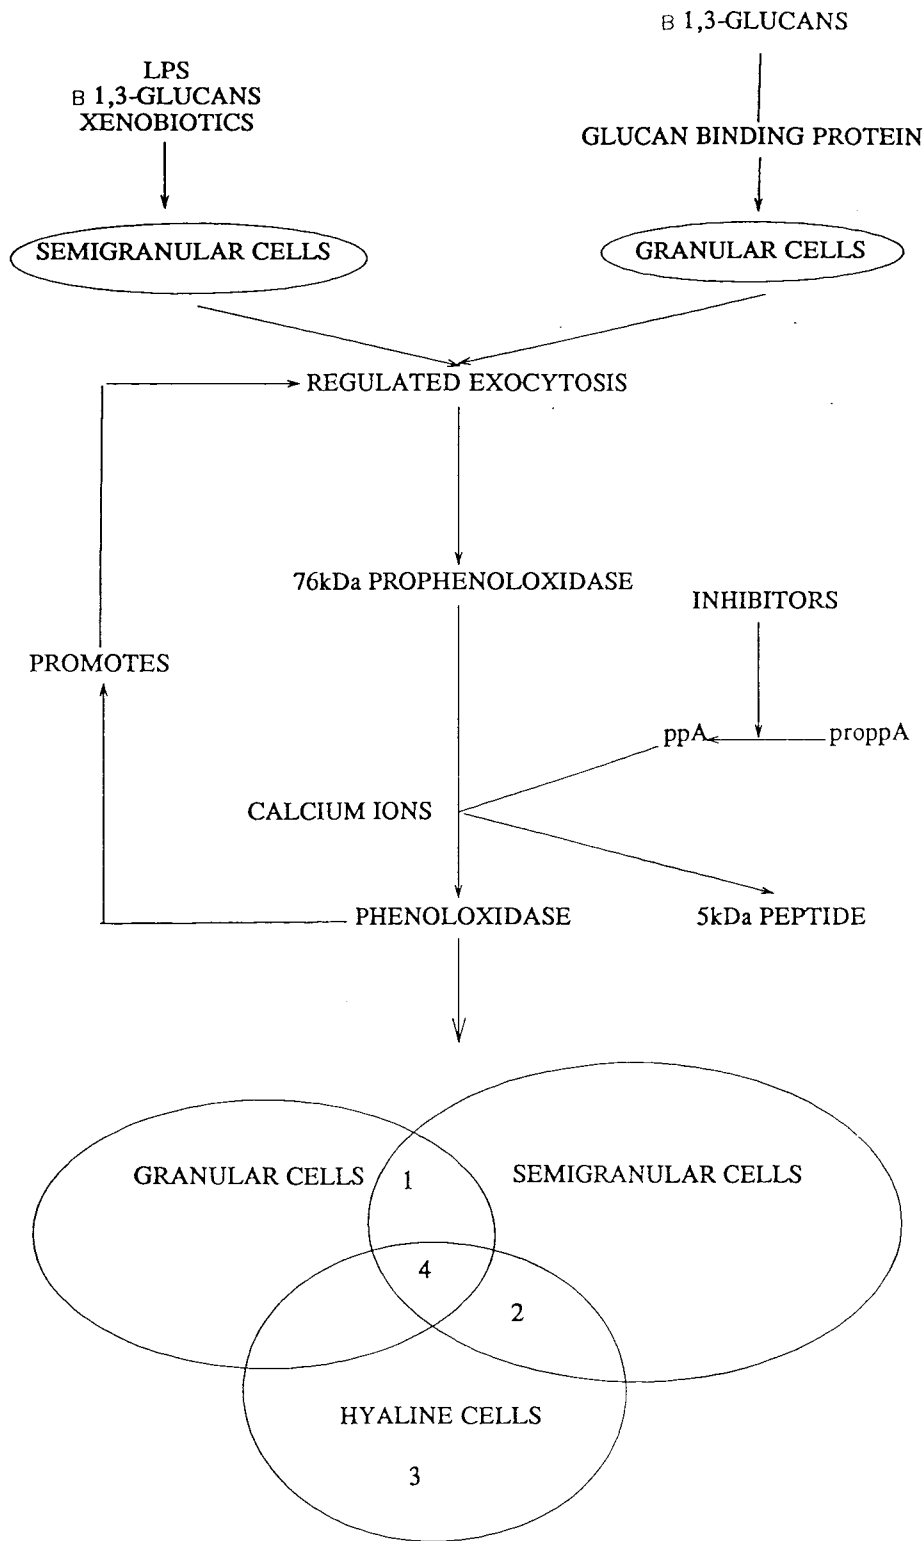 B 1,3-GLUCANS
LPS
B 1,3-GLUCANS
XENOBIOTICS
GLUCAN BINDING PROTEIN
SEMIGRANULAR CELLS
GRANULAR CELLS
REGULATED EXOCYTOSIS
76kDa PROPHENOLOXIDASE
INHIBITORS
PROMOTES
ppA
proppA
CALCIUM IONS
PHENOLOXIDASE
5kDa PEPTIDE
GRANULAR CELLS
1
SEMIGRANULAR CELLS
4
2
HYALINE CELLS
3